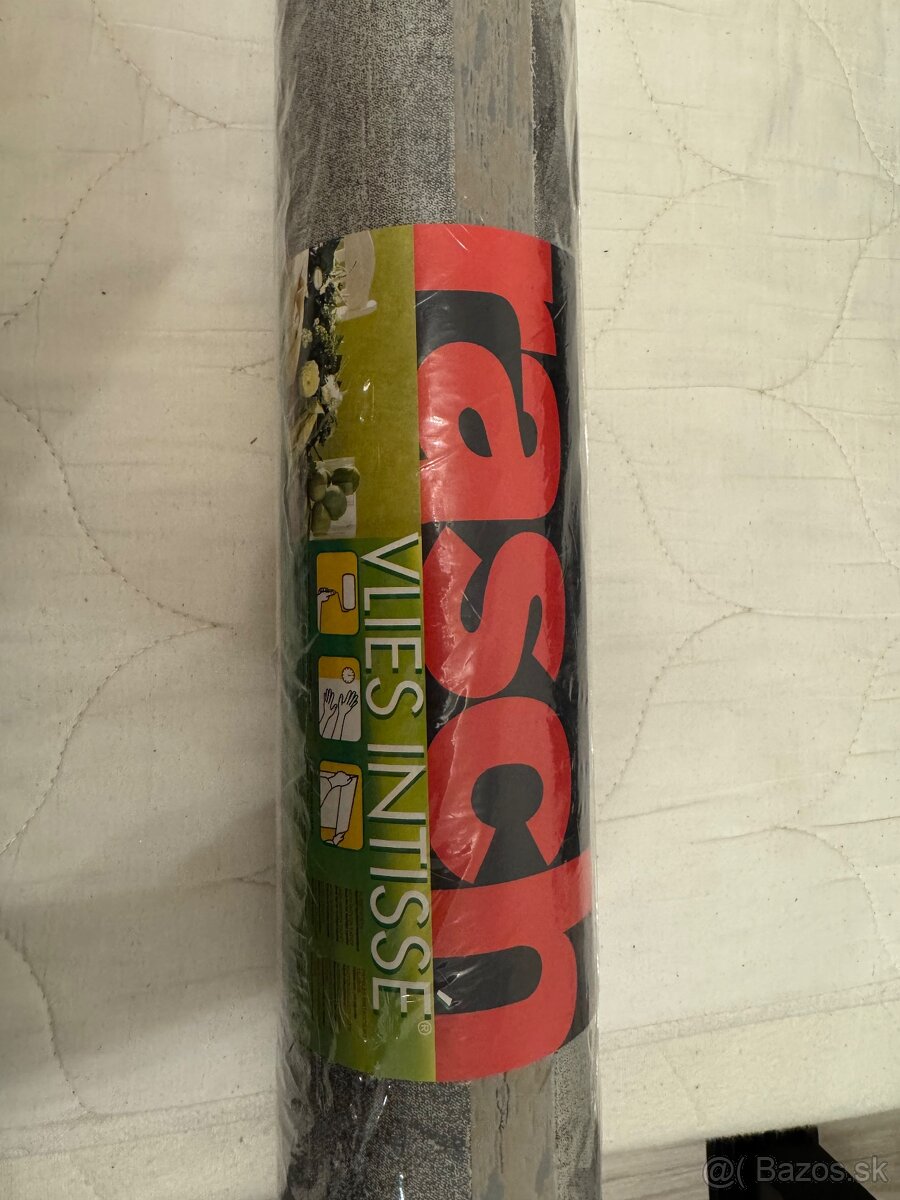 rasch
VLIES INTISSÉ®
@( Bazos.sk